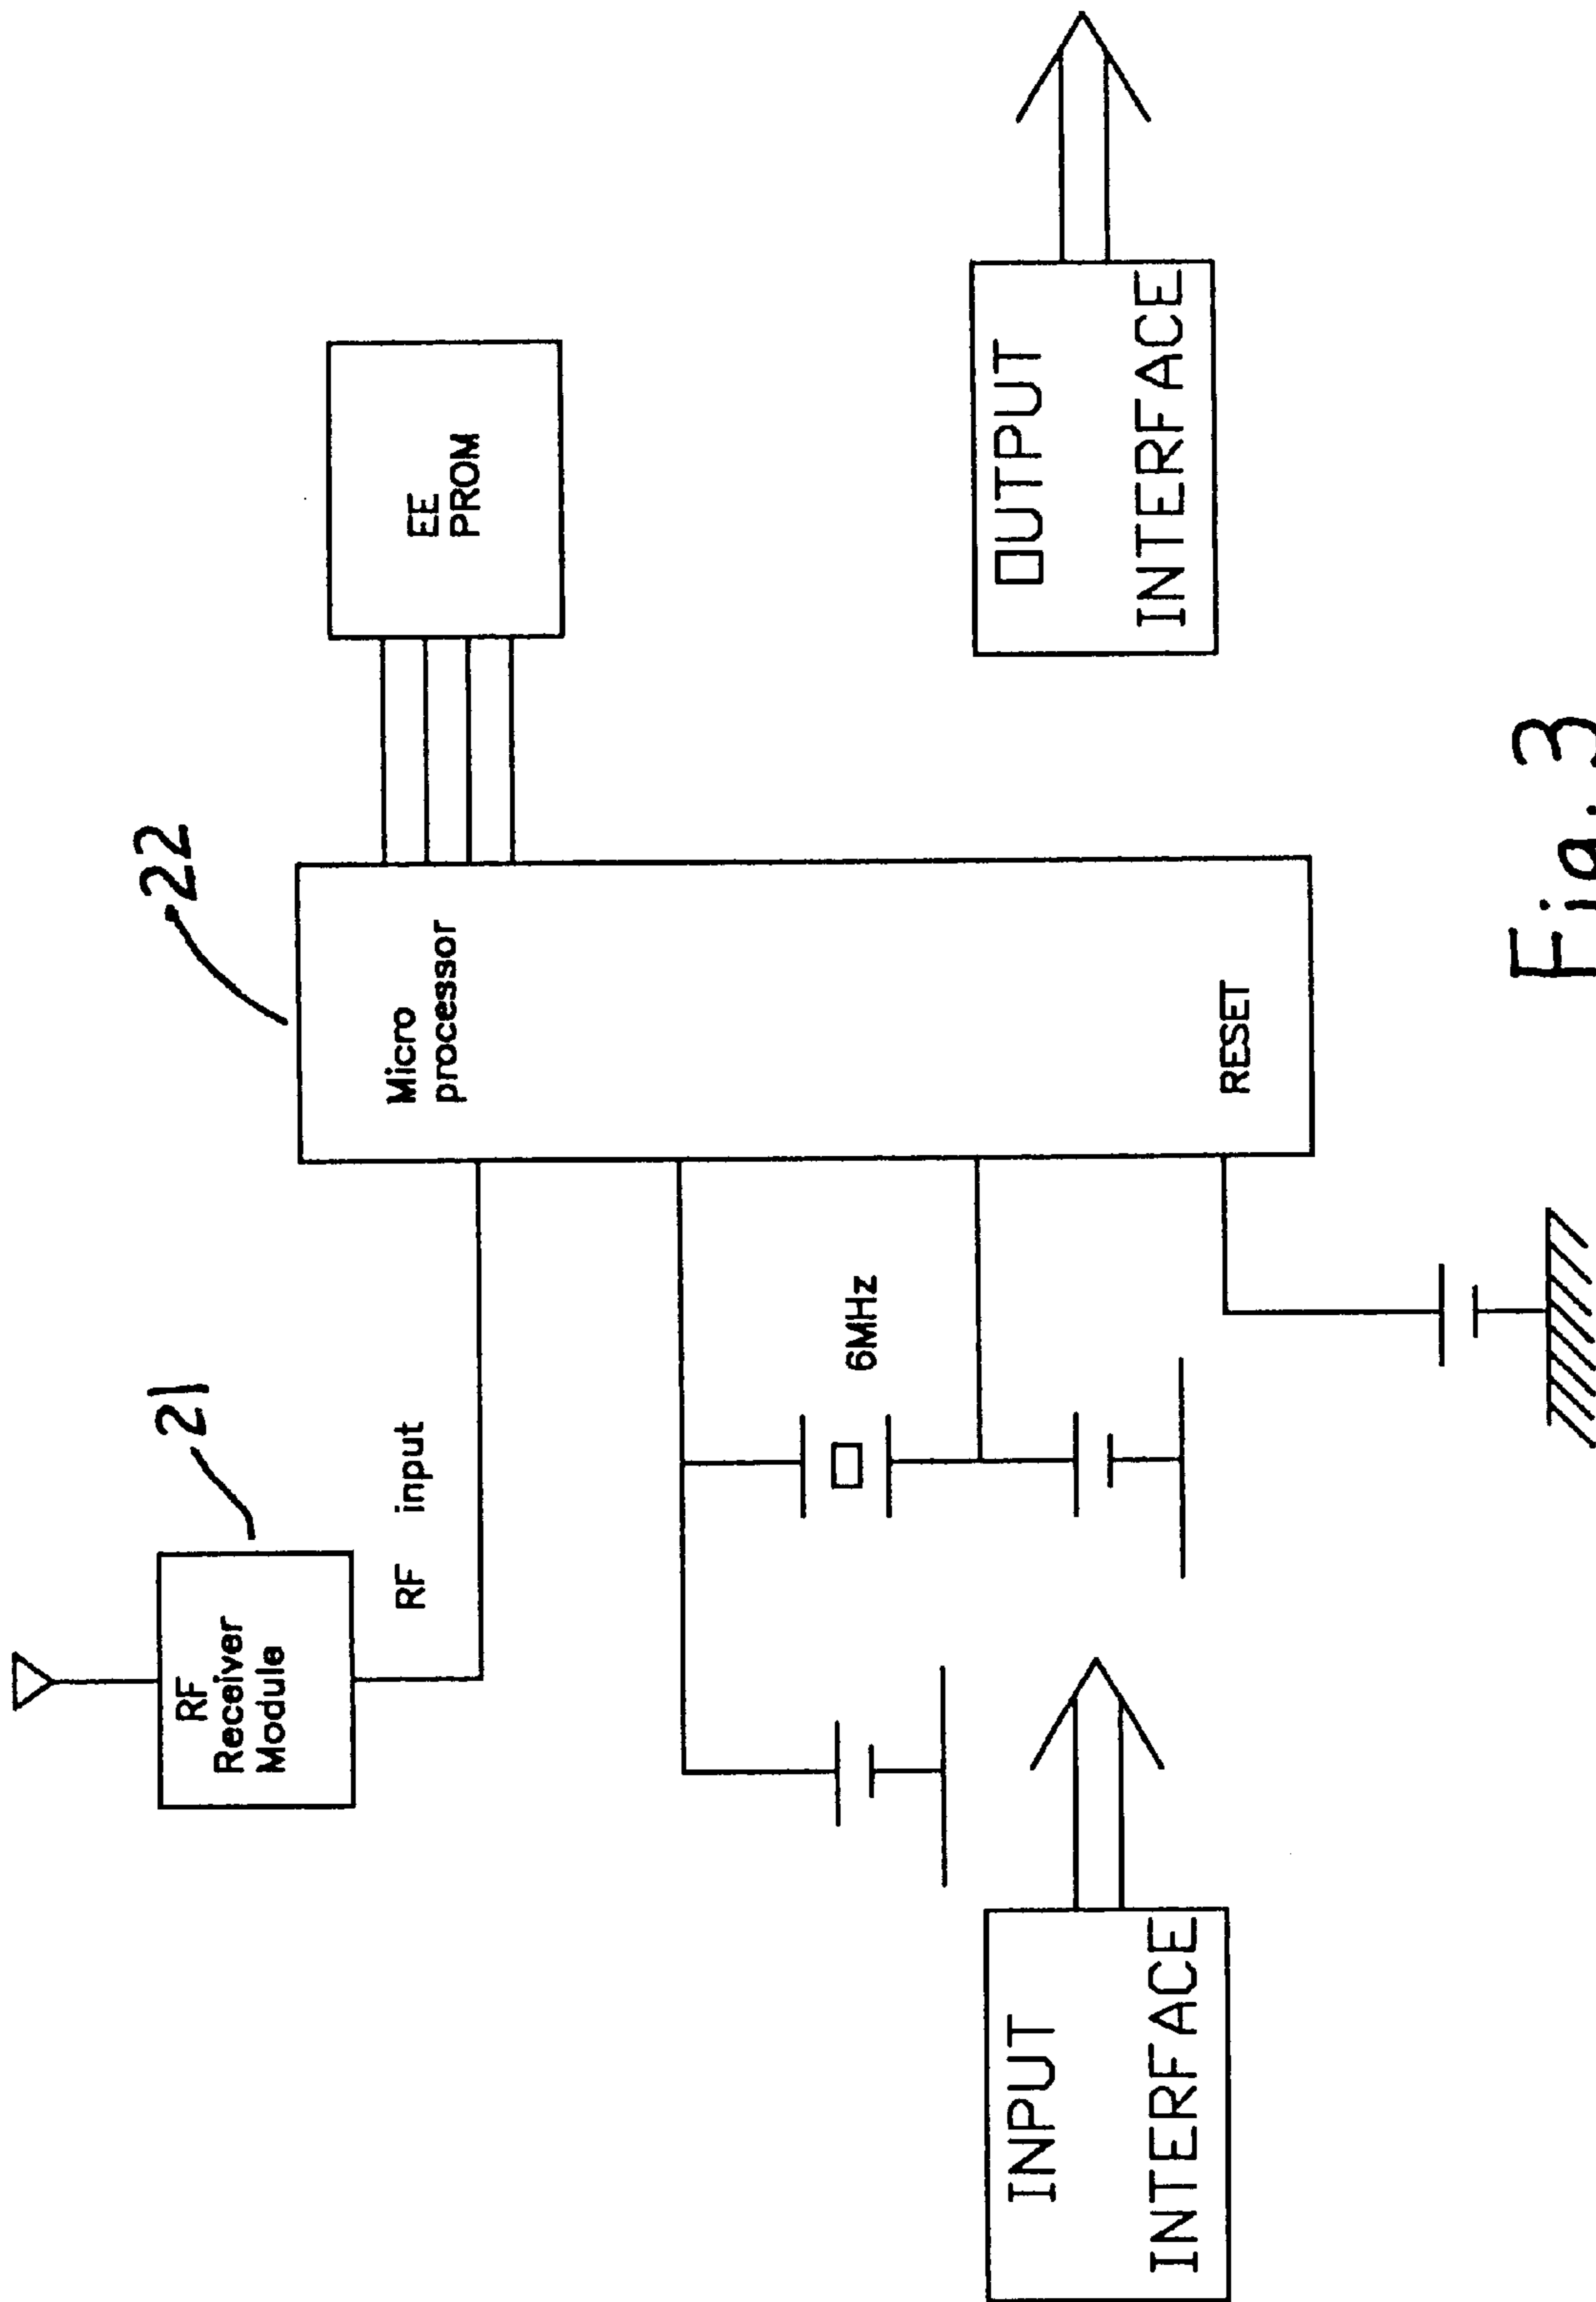 21
RF
Receiver
Module
RF input
22
Micro
processor
EE
PROM
6MHz
RESET
INPUT
INTERFACE
OUTPUT
INTERFACE
Fig. 3